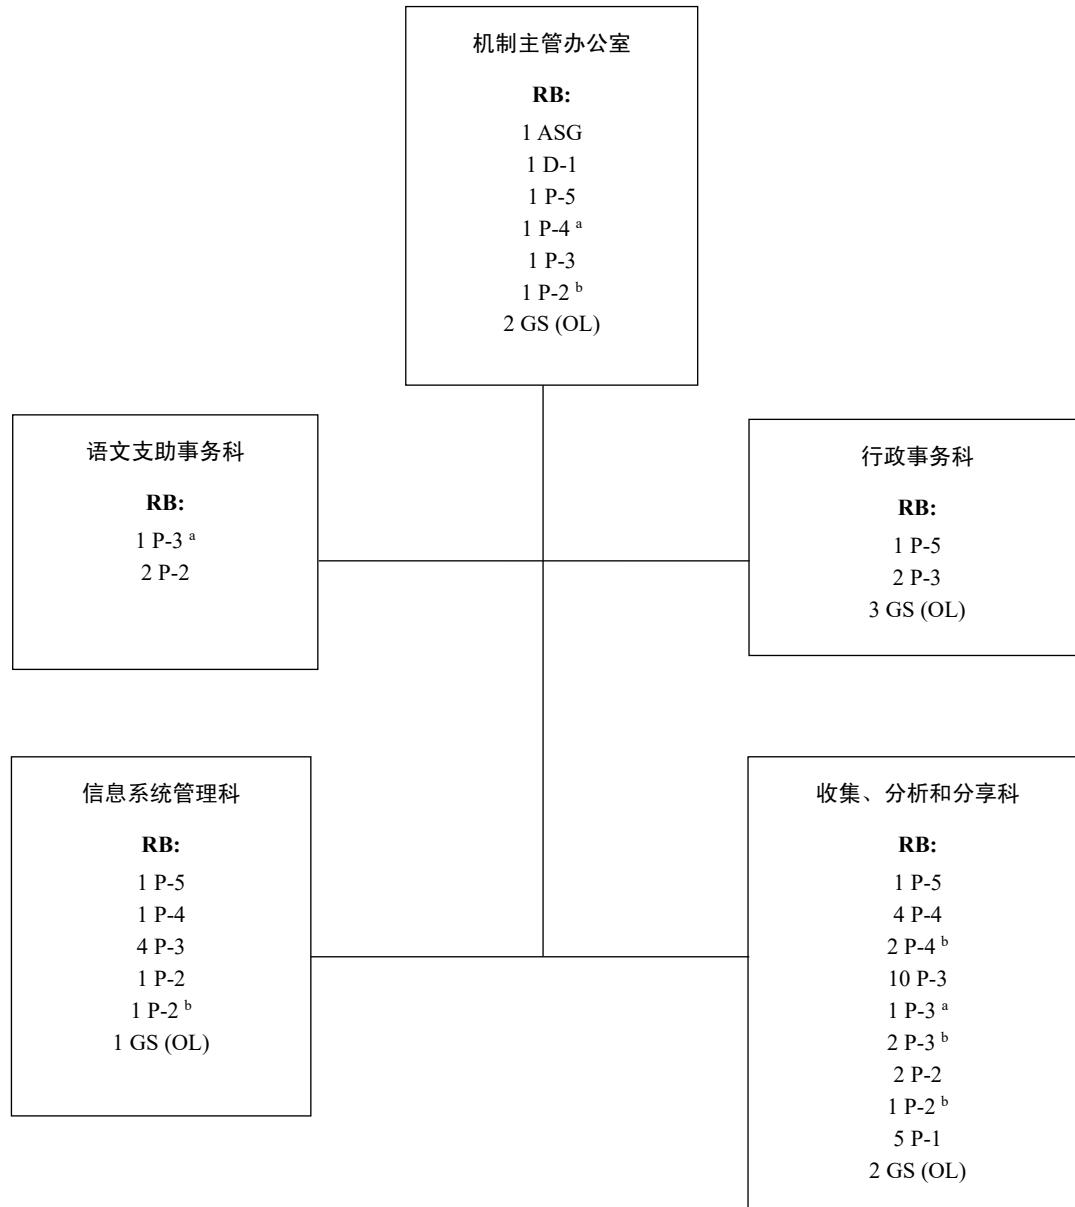 机制主管办公室
RB:
1 ASG
1 D-1
1 P-5
1 P-4 ᵃ
1 P-3
1 P-2 ᵇ
2 GS (OL)
语文支助事务科
RB:
1 P-3 ᵃ
2 P-2
行政事务科
RB:
1 P-5
2 P-3
3 GS (OL)
信息系统管理科
RB:
1 P-5
1 P-4
4 P-3
1 P-2
1 P-2 ᵇ
1 GS (OL)
收集、分析和分享科
RB:
1 P-5
4 P-4
2 P-4 ᵇ
10 P-3
1 P-3 ᵃ
2 P-3 ᵇ
2 P-2
1 P-2 ᵇ
5 P-1
2 GS (OL)